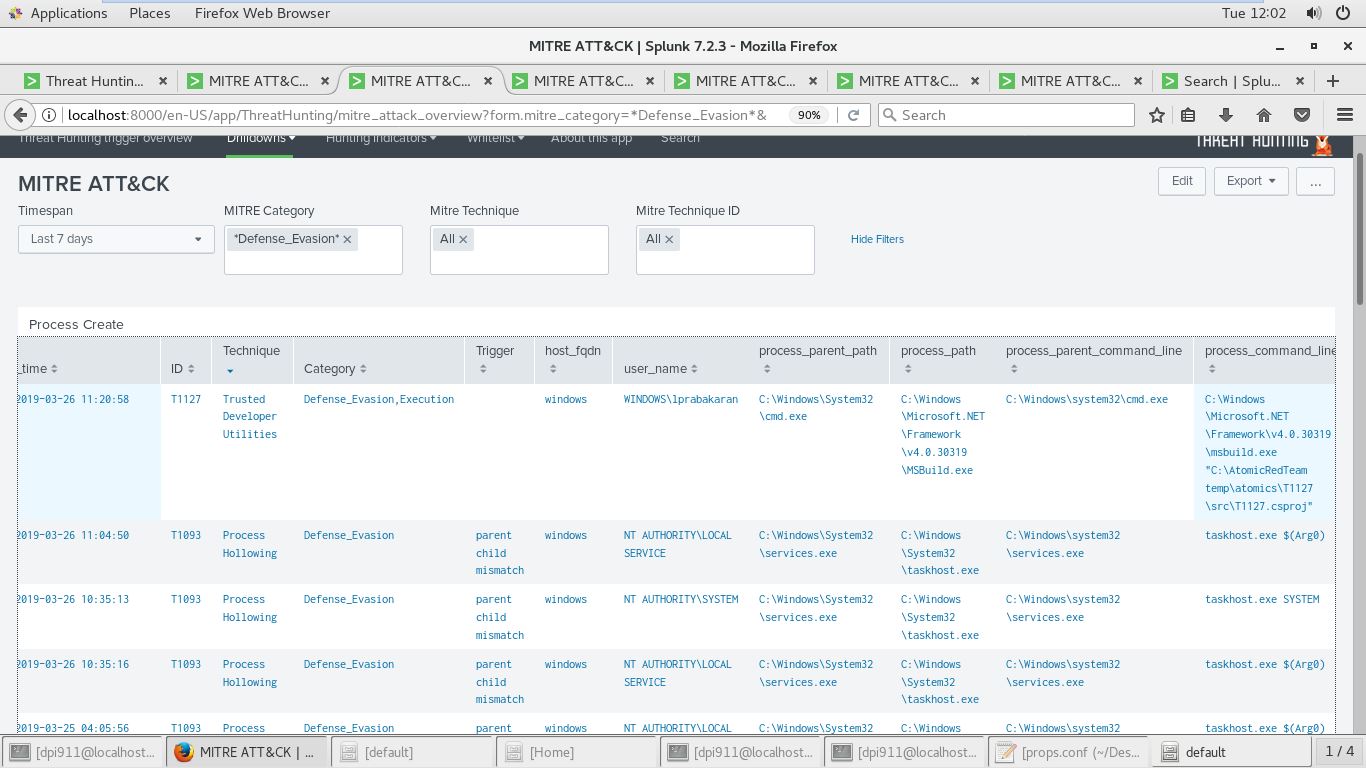 Applications Places Firefox Web Browser Tue 12:02
MITRE ATT&CK | Splunk 7.2.3 - Mozilla Firefox
Threat Huntin... MITRE ATT&C... MITRE ATT&C... MITRE ATT&C... MITRE ATT&C... MITRE ATT&C... MITRE ATT&C... Search | Splu...
localhost:8000/en-US/app/ThreatHunting/mitre_attack_overview?form.mitre_category=*Defense_Evasion*& 90% Search
Threat Hunting trigger overview Drilldowns Hunting Indicators Whitelist About this app Search THREAT HUNTING
MITRE ATT&CK Edit Export ...
Timespan MITRE Category Mitre Technique Mitre Technique ID
Last 7 days *Defense_Evasion* All All Hide Filters
Process Create
Technique Trigger host_fqdn process_parent_path process_path process_parent_command_line process_command_line
_time ID Category user_name
2019-03-26 11:20:58 T1127 Trusted Defense_Evasion,Execution windows WINDOWS\lprabakaran C:\Windows\System32 C:\Windows C:\Windows\system32\cmd.exe C:\Windows
Developer \cmd.exe \Microsoft.NET \Microsoft.NET
Utilities \Framework \Framework\v4.0.30319
\v4.0.30319 \msbuild.exe
\MSBuild.exe "C:\AtomicRedTeam
temp\atomics\T1127
\src\T1127.csproj"
2019-03-26 11:04:50 T1093 Process Defense_Evasion parent windows NT AUTHORITY\LOCAL C:\Windows\System32 C:\Windows C:\Windows\system32 taskhost.exe $(Arg0)
Hollowing child SERVICE \services.exe \System32 \services.exe
mismatch \taskhost.exe
2019-03-26 10:35:13 T1093 Process Defense_Evasion parent windows NT AUTHORITY\SYSTEM C:\Windows\System32 C:\Windows C:\Windows\system32 taskhost.exe SYSTEM
Hollowing child \services.exe \System32 \services.exe
mismatch \taskhost.exe
2019-03-26 10:35:16 T1093 Process Defense_Evasion parent windows NT AUTHORITY\LOCAL C:\Windows\System32 C:\Windows C:\Windows\system32 taskhost.exe $(Arg0)
Hollowing child SERVICE \services.exe \System32 \services.exe
mismatch \taskhost.exe
2019-03-25 04:05:56 T1093 Process Defense_Evasion parent windows NT AUTHORITY\LOCAL C:\Windows\System32 C:\Windows C:\Windows\system32 taskhost.exe $(Arg0)
[dpi911@localhost... MITRE ATT&CK | ... [default] [Home] [dpi911@localhost... [dpi911@localhost... [props.conf (~/Des... default 1 / 4